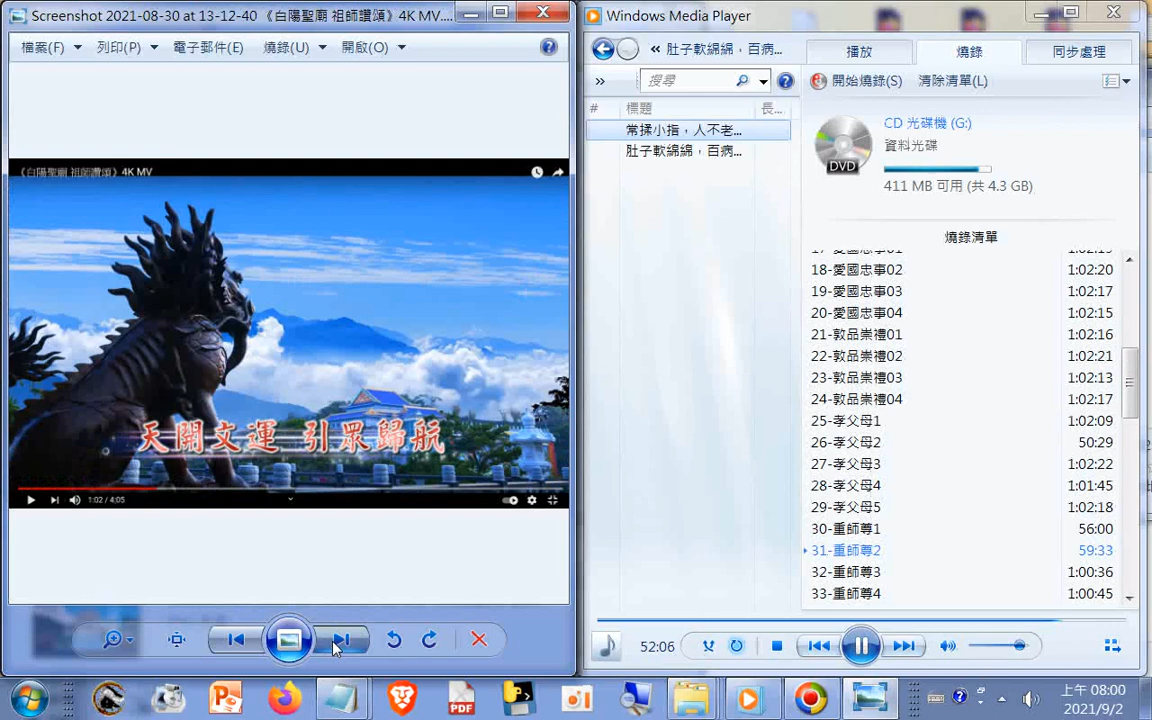 Screenshot 2021-08-30 at 13-12-40 《白陽聖廟 祖師讚頌》4K MV....
檔案(F) 列印(P) 電子郵件(E) 燒錄(U) 開啟(O)
《白陽聖廟 祖師讚頌》4K MV
天開文運 引眾歸航
1:02 / 4:05
Windows Media Player
« 肚子軟綿綿，百病...
播放 燒錄 同步處理
» 搜尋
開始燒錄(S) 清除清單(L)
# 標題 長...
常揉小指，人不老...
肚子軟綿綿，百病...
CD 光碟機 (G:)
資料光碟
DVD
411 MB 可用 (共 4.3 GB)
燒錄清單
18-愛國忠事02 1:02:20
19-愛國忠事03 1:02:17
20-愛國忠事04 1:02:14
21-敦品崇禮01 1:02:16
22-敦品崇禮02 1:02:21
23-敦品崇禮03 1:02:13
24-敦品崇禮04 1:02:17
25-孝父母1 1:02:09
26-孝父母2 50:29
27-孝父母3 1:02:22
28-孝父母4 1:01:45
29-孝父母5 1:02:18
30-重師尊1 56:00
31-重師尊2 59:33
32-重師尊3 1:00:36
33-重師尊4 1:00:45
52:06
PDF
上午 08:00
2021/9/2